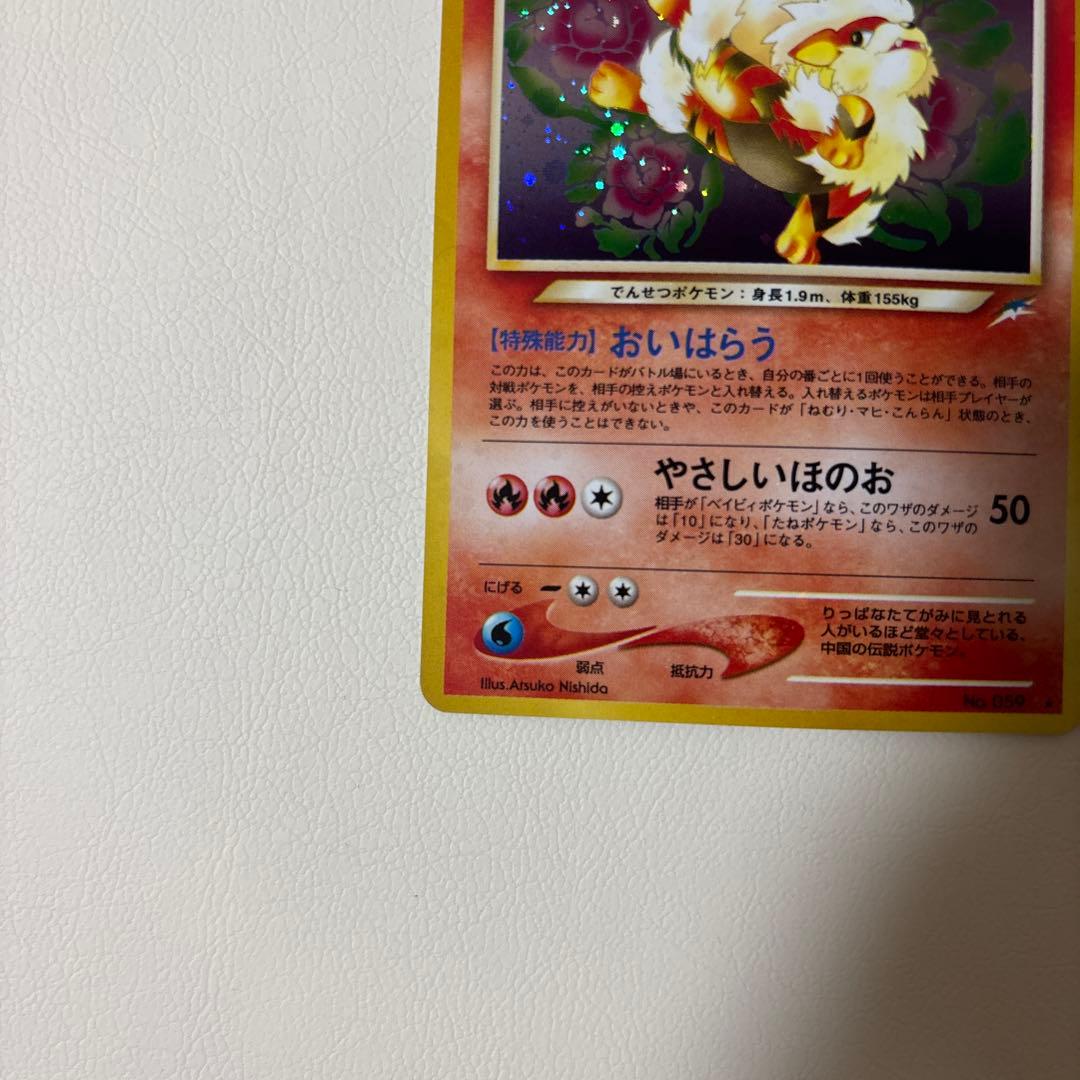 でんせつポケモン：身長1.9m、体重155kg
【特殊能力】おいはらう
この力は、このカードがバトル場にいるとき、自分の番ごとに1回使うことができる。相手の
対戦ポケモンを、相手の控えポケモンと入れ替える。入れ替えるポケモンは相手プレイヤーが
選ぶ。相手に控えがいないときや、このカードが「ねむり・マヒ・こんらん」状態のとき、
この力を使うことはできない。
やさしいほのお
相手が「ベイビィポケモン」なら、このワザのダメージ
は「10」になり、「たねポケモン」なら、このワザの
ダメージは「30」になる。
50
にげる
りっぱなたてがみに見とれる
人がいるほど堂々としている、
中国の伝説ポケモン。
弱点
抵抗力
Illus.Atsuko Nishida
No.059